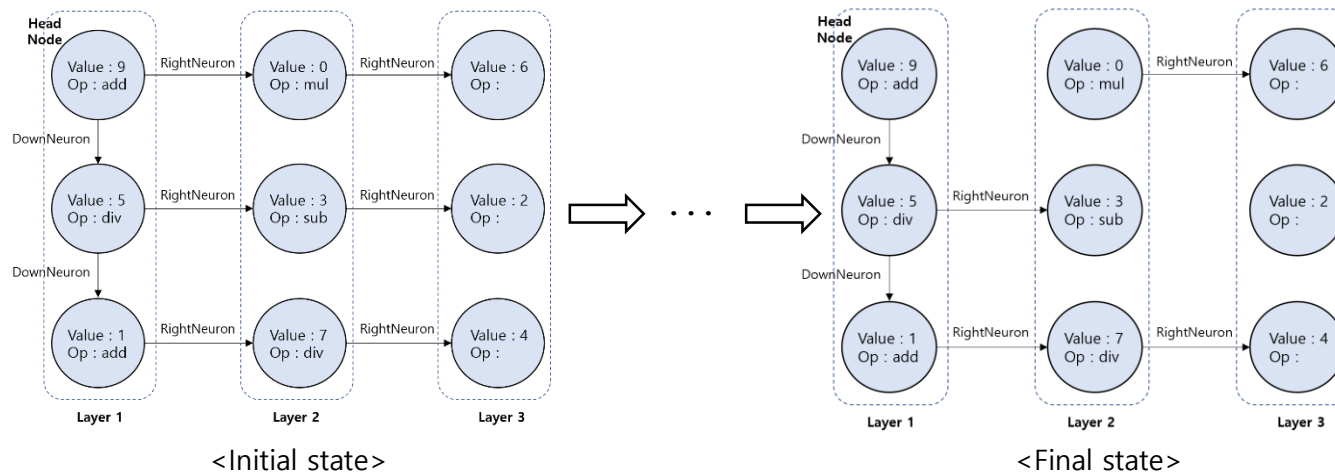 Head
Node
Value : 9
Op : add
RightNeuron
Value : 0
Op : mul
RightNeuron
Value : 6
Op :
DownNeuron
Value : 5
Op : div
RightNeuron
Value : 3
Op : sub
RightNeuron
Value : 2
Op :
DownNeuron
Value : 1
Op : add
RightNeuron
Value : 7
Op : div
RightNeuron
Value : 4
Op :
Layer 1
Layer 2
Layer 3
<Initial state>
. . .
Head
Node
Value : 9
Op : add
Value : 0
Op : mul
RightNeuron
Value : 6
Op :
DownNeuron
Value : 5
Op : div
RightNeuron
Value : 3
Op : sub
Value : 2
Op :
DownNeuron
Value : 1
Op : add
RightNeuron
Value : 7
Op : div
RightNeuron
Value : 4
Op :
Layer 1
Layer 2
Layer 3
<Final state>